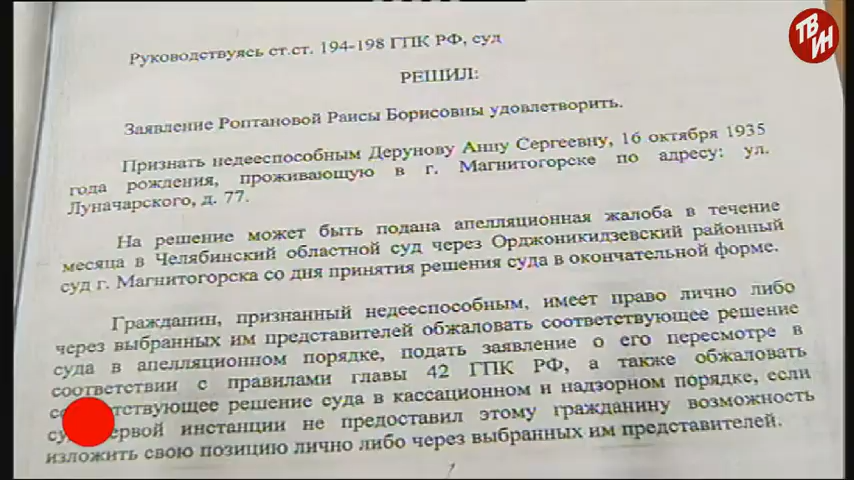 ТВ
ИН
Руководствуясь ст.ст. 194-198 ГПК РФ, суд
РЕШИЛ:
Заявление Роптановой Раисы Борисовны удовлетворить.
Признать недееспособным Дерунову Анну Сергеевну, 16 октября 1935
года рождения, проживающую в г. Магнитогорске по адресу: ул.
Луначарского, д. 77.
На решение может быть подана апелляционная жалоба в течение
месяца в Челябинский областной суд через Орджоникидзевский районный
суд г. Магнитогорска со дня принятия решения суда в окончательной форме.
Гражданин, признанный недееспособным, имеет право лично либо
через выбранных им представителей обжаловать соответствующее решение
суда в апелляционном порядке, подать заявление о его пересмотре в
соответствии с правилами главы 42 ГПК РФ, а также обжаловать
решение суда в кассационном и надзорном порядке, если
инстанции не предоставил этому гражданину возможность
изложить свою позицию лично либо через выбранных им представителей.